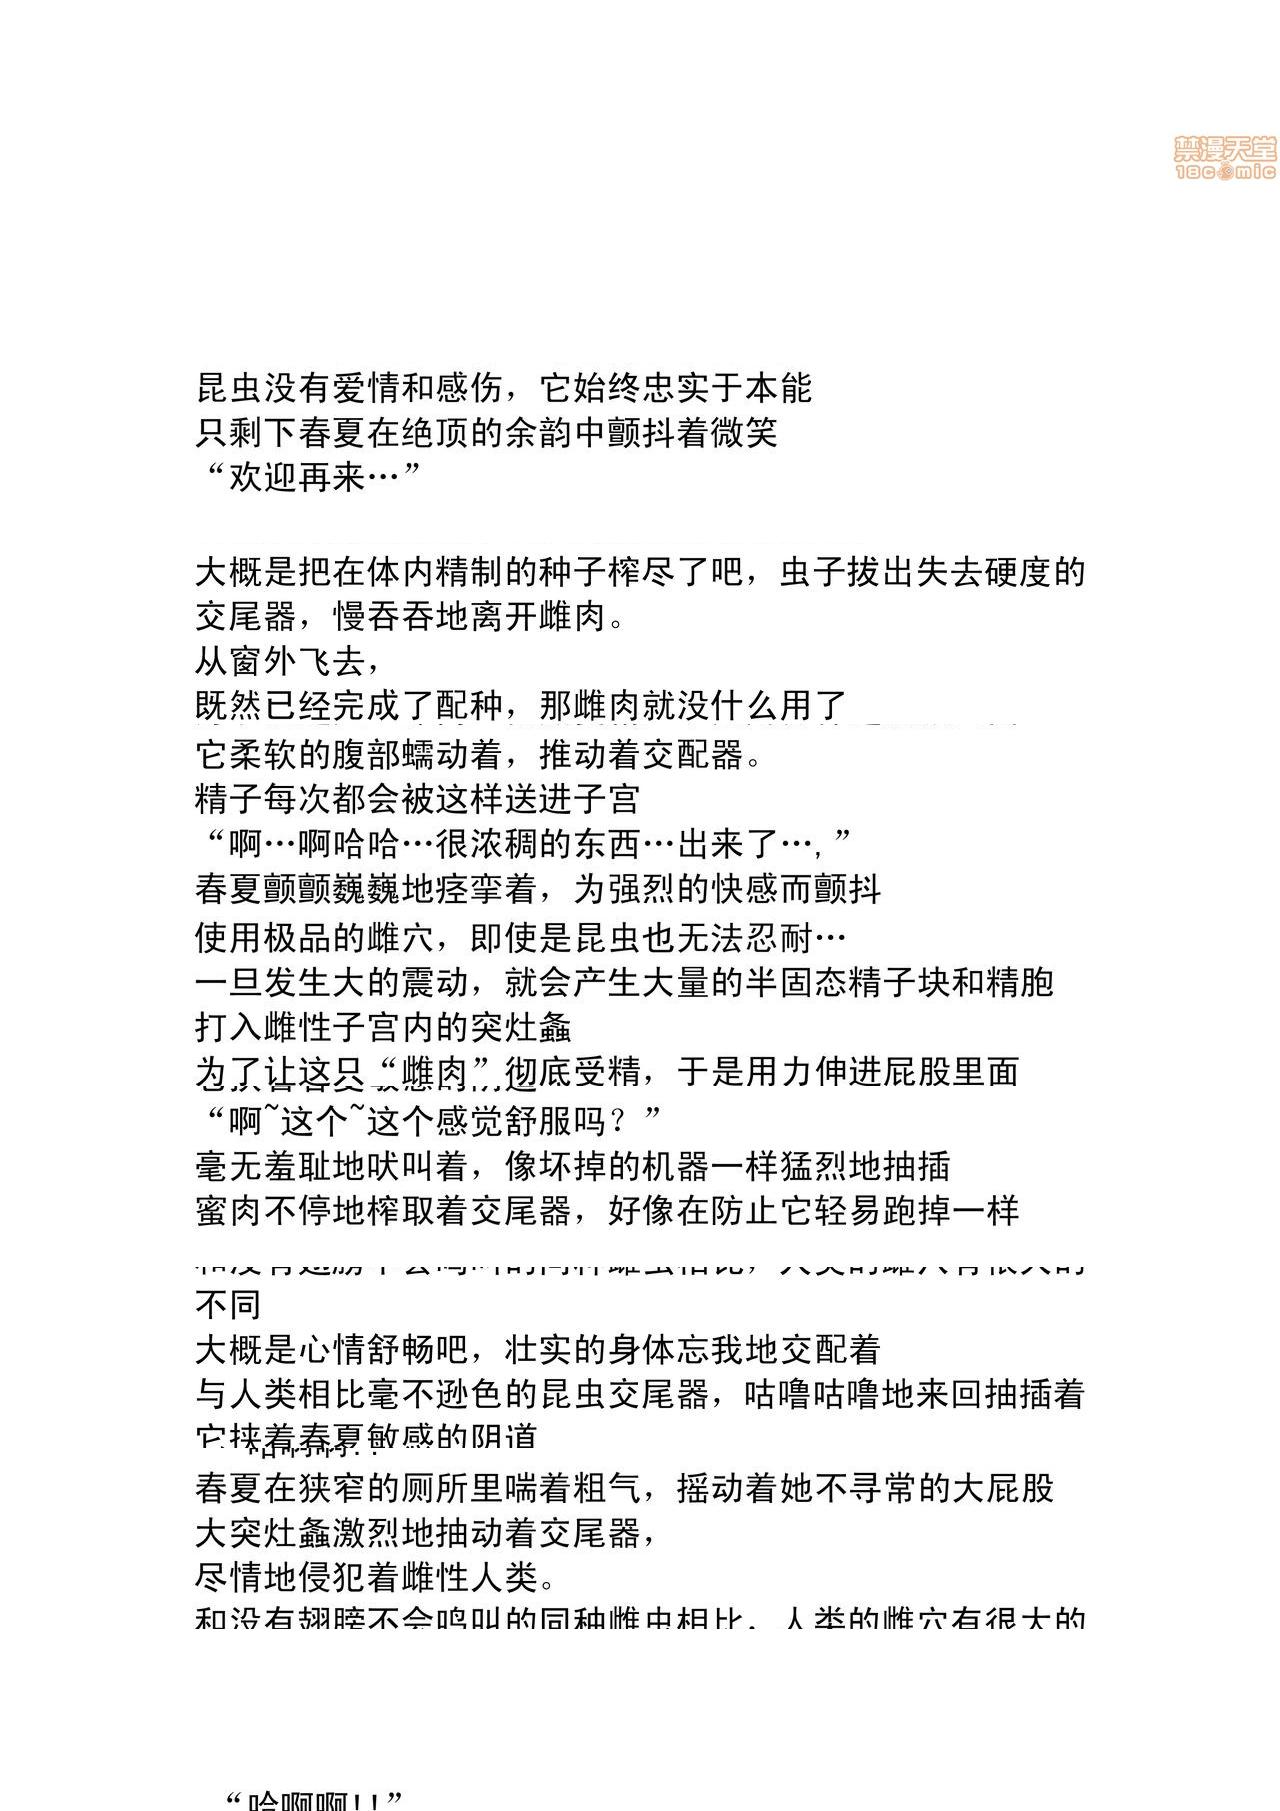 禁漫天堂
18comic
昆虫没有爱情和感伤，它始终忠实于本能
只剩下春夏在绝顶的余韵中颤抖着微笑
“欢迎再来…”
大概是把在体内精制的种子榨尽了吧，虫子拔出失去硬度的
交尾器，慢吞吞地离开雌肉。
从窗外飞去，
既然已经完成了配种，那雌肉就没什么用了
它柔软的腹部蠕动着，推动着交配器。
精子每次都会被这样送进子宫
“啊…啊哈哈…很浓稠的东西…出来了…,”
春夏颤颤巍巍地痉挛着，为强烈的快感而颤抖
使用极品的雌穴，即使是昆虫也无法忍耐…
一旦发生大的震动，就会产生大量的半固态精子块和精胞
打入雌性子宫内的突灶螽
为了让这只“雌肉”彻底受精，于是用力伸进屁股里面
“啊~这个~这个感觉舒服吗？”
毫无羞耻地吠叫着，像坏掉的机器一样猛烈地抽插
蜜肉不停地榨取着交尾器，好像在防止它轻易跑掉一样
不同
大概是心情舒畅吧，壮实的身体忘我地交配着
与人类相比毫不逊色的昆虫交尾器，咕噜咕噜地来回抽插着
它挟着春夏敏感的阴道
春夏在狭窄的厕所里喘着粗气，摇动着她不寻常的大屁股
大突灶螽激烈地抽动着交尾器，
尽情地侵犯着雌性人类。
和没有翅膀不会鸣叫的同种雌虫相比，人类的雌穴有很大的
“哈啊啊!!”